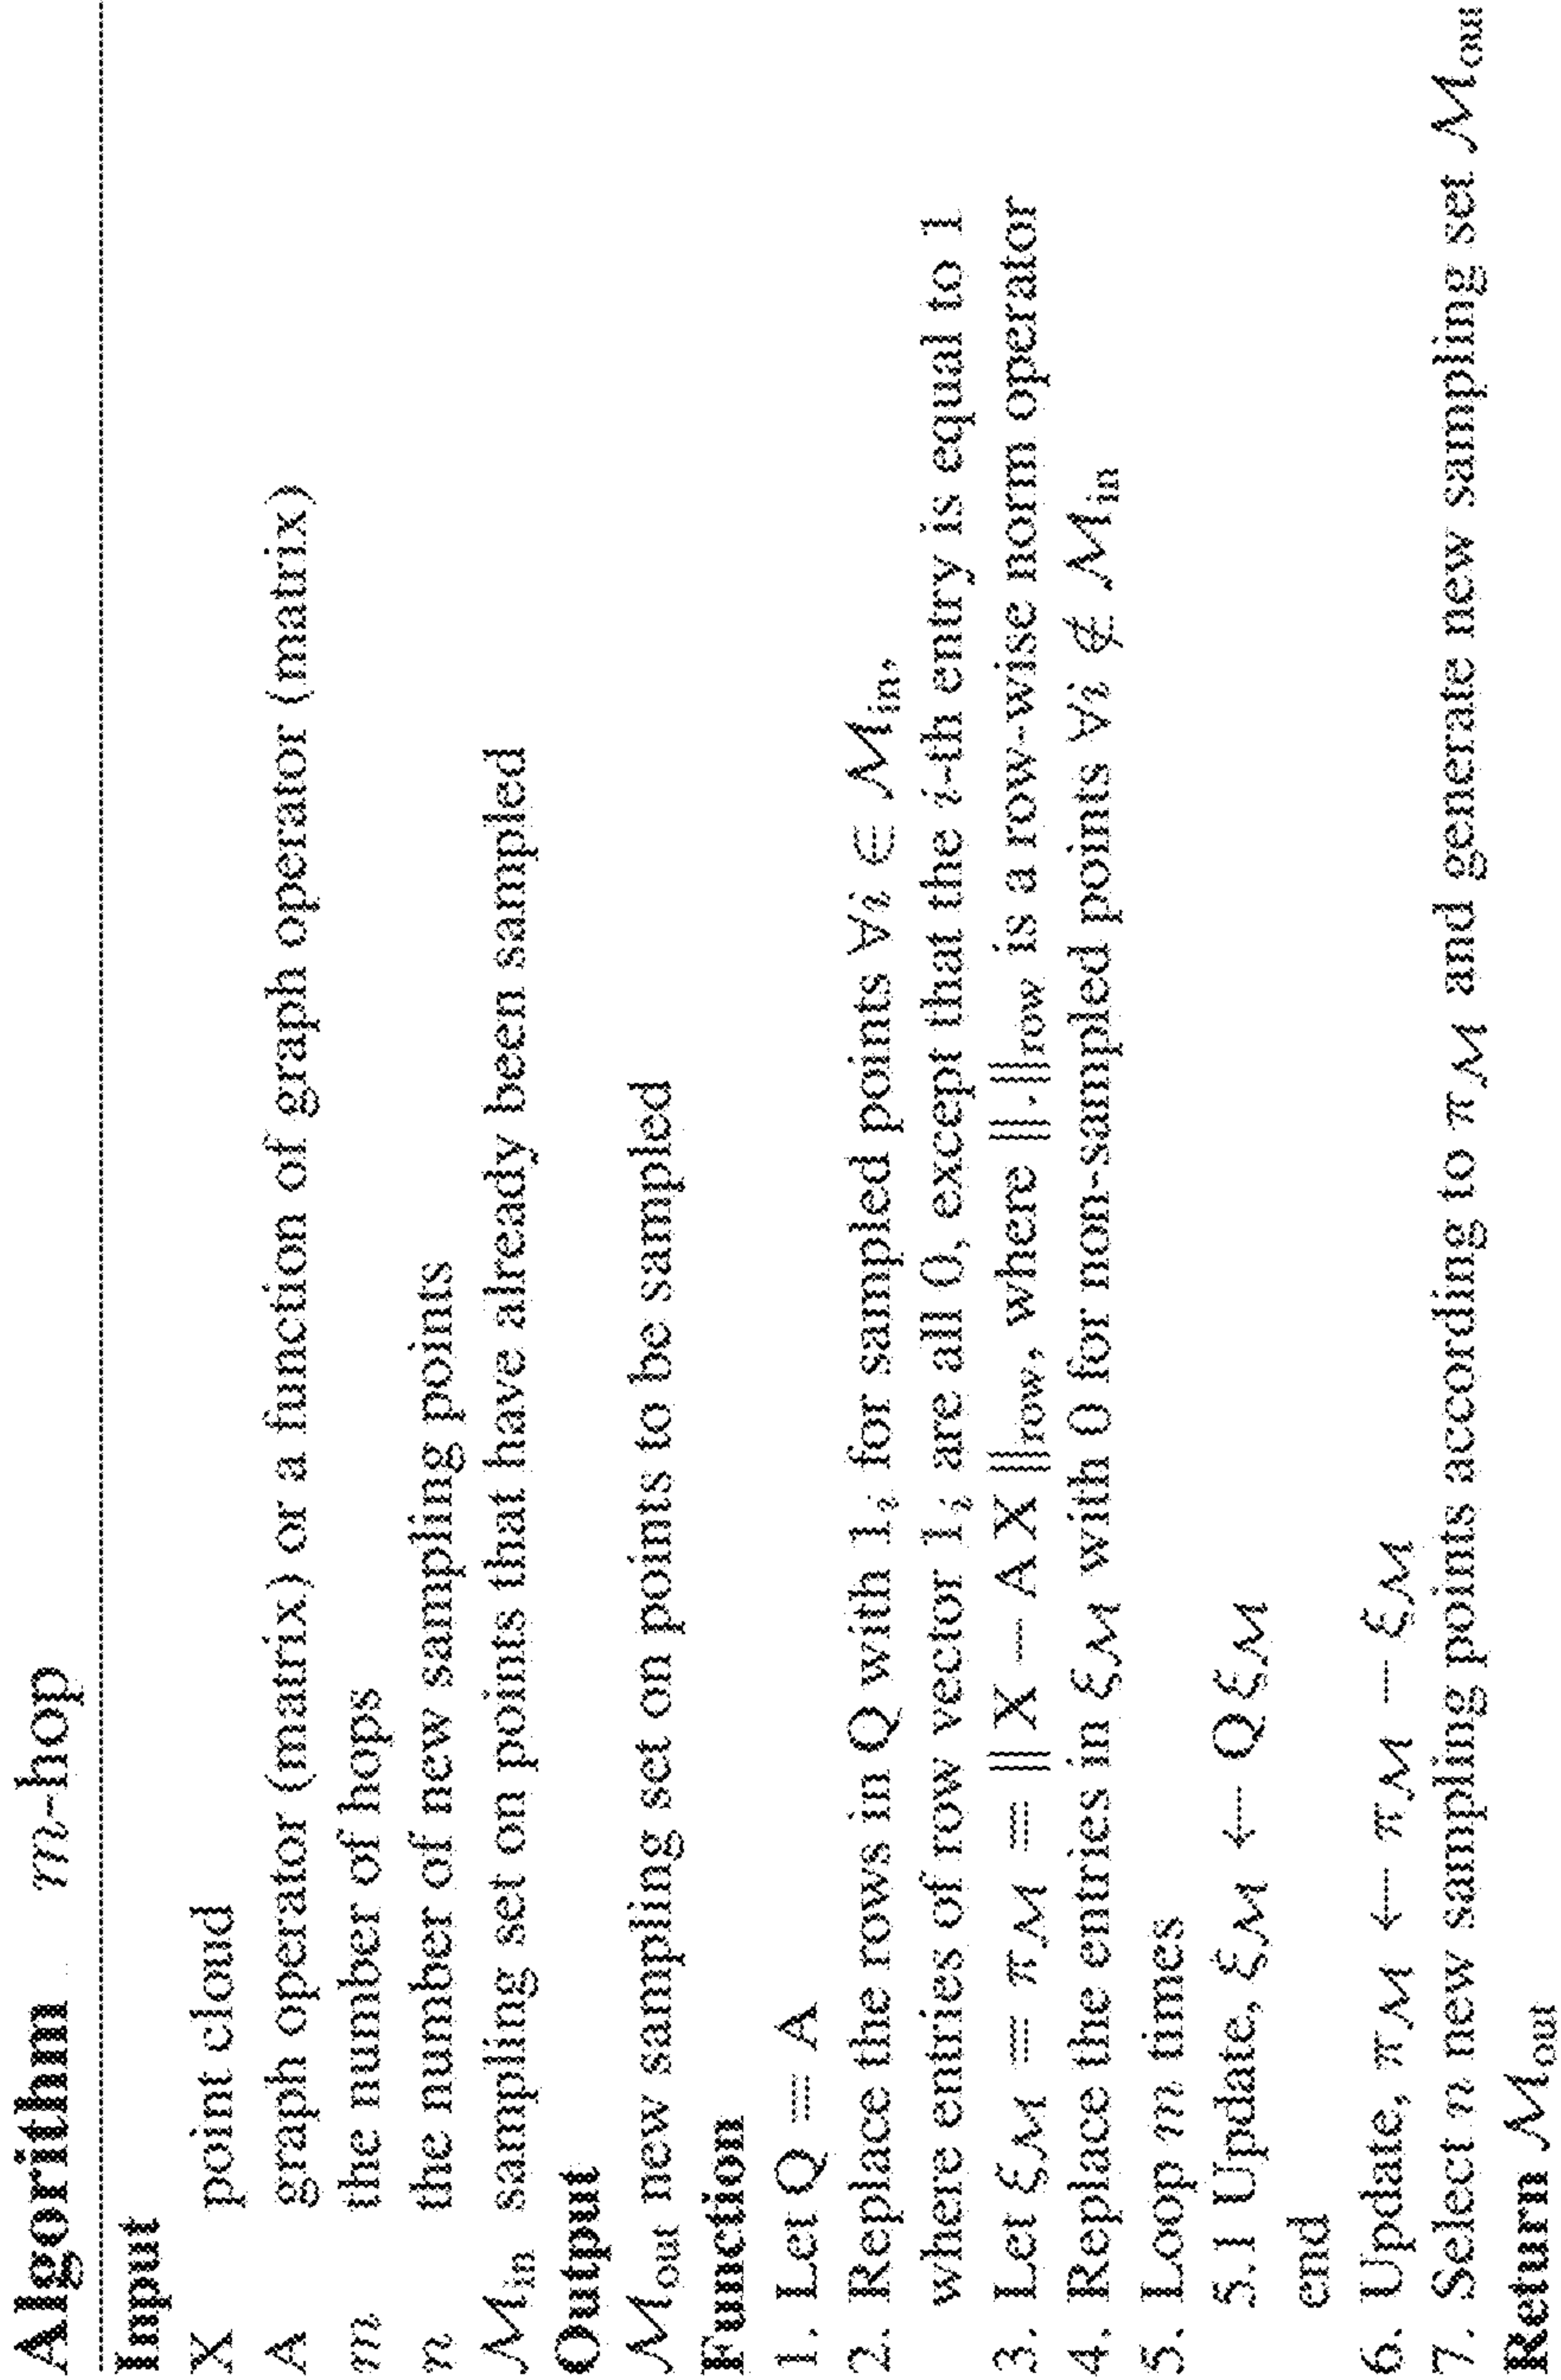 Algorithm m-hop
Input
X point cloud
A graph operator (matrix) or a function of graph operator (matrix)
m the number of hops
n the number of new sampling points
ℳin sampling set on points that have already been sampled
Output
ℳout new sampling set on points to be sampled
Function
1. Let Q = A
2. Replace the rows in Q with 1i for sampled points ∀i ∈ ℳin,
where entries of row vector 1i are all 0, except that the i-th entry is equal to 1
3. Let ξℳ = πℳ = ‖X − A X‖row, where ‖.‖row is a row-wise norm operator
4. Replace the entries in ξℳ with 0 for non-sampled points ∀i ∉ ℳin
5. Loop m times
5.1 Update, ξℳ ← Q ξℳ
end
6. Update, πℳ ← πℳ − ξℳ
7. Select n new sampling points according to πℳ and generate new sampling set ℳout
Return ℳout